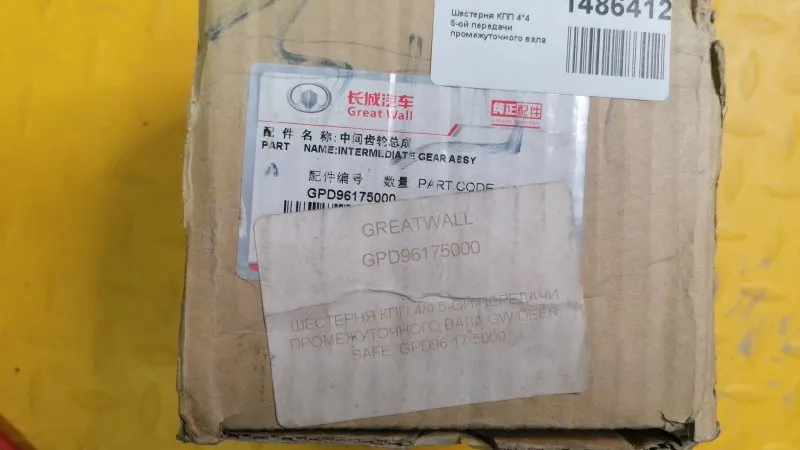 1486412
Шестерня КПП 4*4
5-ой передачи
промежуточного вала
长城汽车
Great Wall
纯正配件
配 件 名 称:中间齿轮总成
PART NAME:INTERMEDIATE GEAR ASSY
配件编号 数量 PART CODE
GPD96175000
GREATWALL
GPD96175000
ШЕСТЕРНЯ КПП 4/4 5-ОЙ ПЕРЕДАЧИ
ПРОМЕЖУТОЧНОГО ВАЛА GW DEER
SAFE GPD96 17 5000